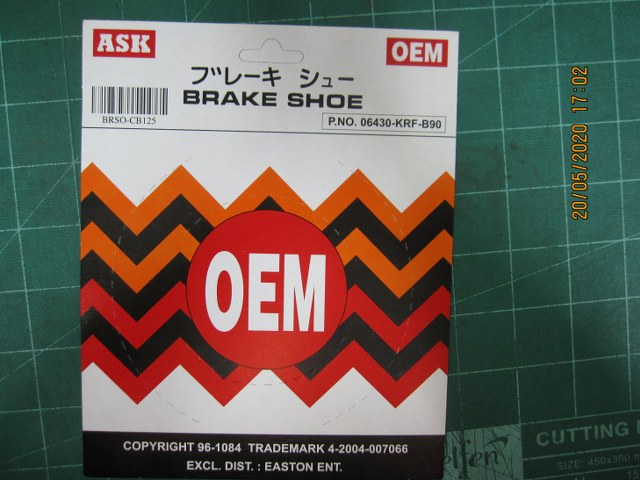 ASK
OEM
ブレーキ シュー
BRAKE SHOE
BRSO-CB125
P.NO. 06430-KRF-B90
OEM
COPYRIGHT 96-1084 TRADEMARK 4-2004-007066
EXCL. DIST. : EASTON ENT.
20/05/2020 17:02
CUTTING
SIZE 450x300